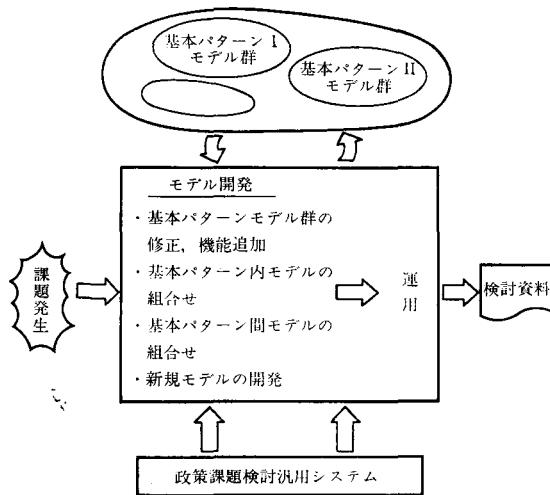 基本パターンⅠ
モデル群
基本パターンⅡ
モデル群
モデル開発
・基本パターンモデル群の
修正，機能追加
・基本パターン内モデルの
組合せ
・基本パターン間モデルの
組合せ
・新規モデルの開発
課題発生
運用
検討資料
政策課題検討汎用システム